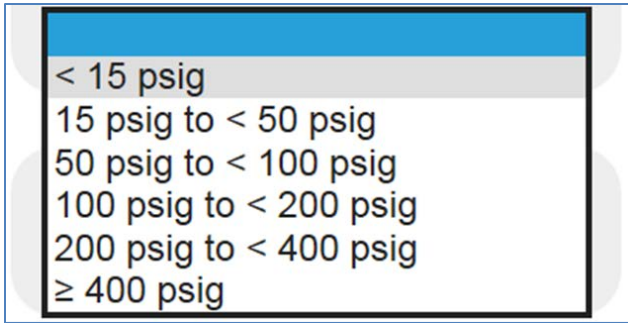 < 15 psig
15 psig to < 50 psig
50 psig to < 100 psig
100 psig to < 200 psig
200 psig to < 400 psig
≥ 400 psig